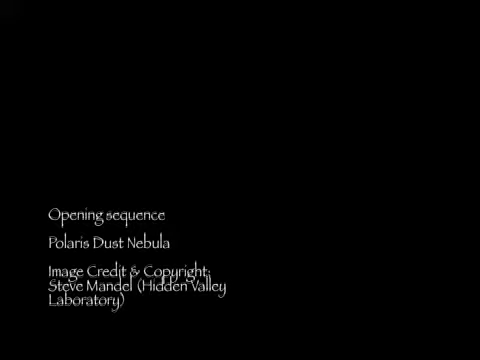 Opening sequence
Polaris Dust Nebula
Image Credit & Copyright:
Steve Mandel (Hidden Valley
Laboratory)